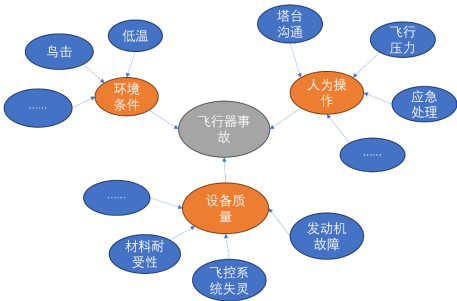 塔台
沟通
低温
鸟击
飞行
压力
环境
条件
人为操
作
……
应急
处理
飞行器事
故
……
……
设备质
量
材料耐
受性
发动机
故障
飞控系
统失灵